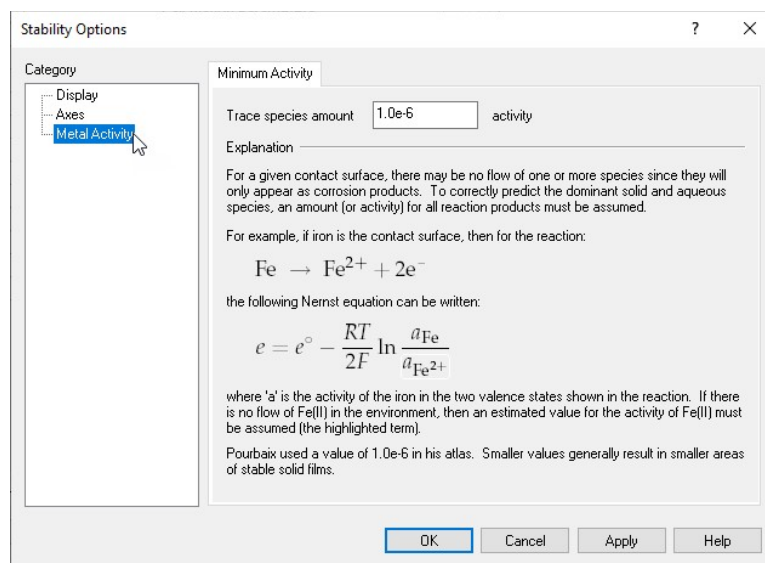 Stability Options
?
Category
Display
Axes
Metal Activity
Minimum Activity
Trace species amount 1.0e-6 activity
Explanation
For a given contact surface, there may be no flow of one or more species since they will
only appear as corrosion products. To correctly predict the dominant solid and aqueous
species, an amount (or activity) for all reaction products must be assumed.
For example, if iron is the contact surface, then for the reaction:
Fe → Fe²⁺ + 2e⁻
the following Nernst equation can be written:
e = e° − RT/2F ln a_Fe/a_Fe²⁺
where 'a' is the activity of the iron in the two valence states shown in the reaction. If there
is no flow of Fe(II) in the environment, then an estimated value for the activity of Fe(II) must
be assumed (the highlighted term).
Pourbaix used a value of 1.0e-6 in his atlas. Smaller values generally result in smaller areas
of stable solid films.
OK Cancel Apply Help